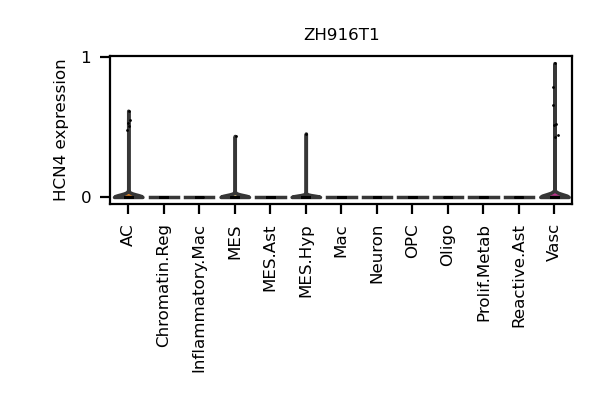 ZH916T1
HCN4 expression
1
0
AC
Chromatin.Reg
Inflammatory.Mac
MES
MES.Ast
MES.Hyp
Mac
Neuron
OPC
Oligo
Prolif.Metab
Reactive.Ast
Vasc